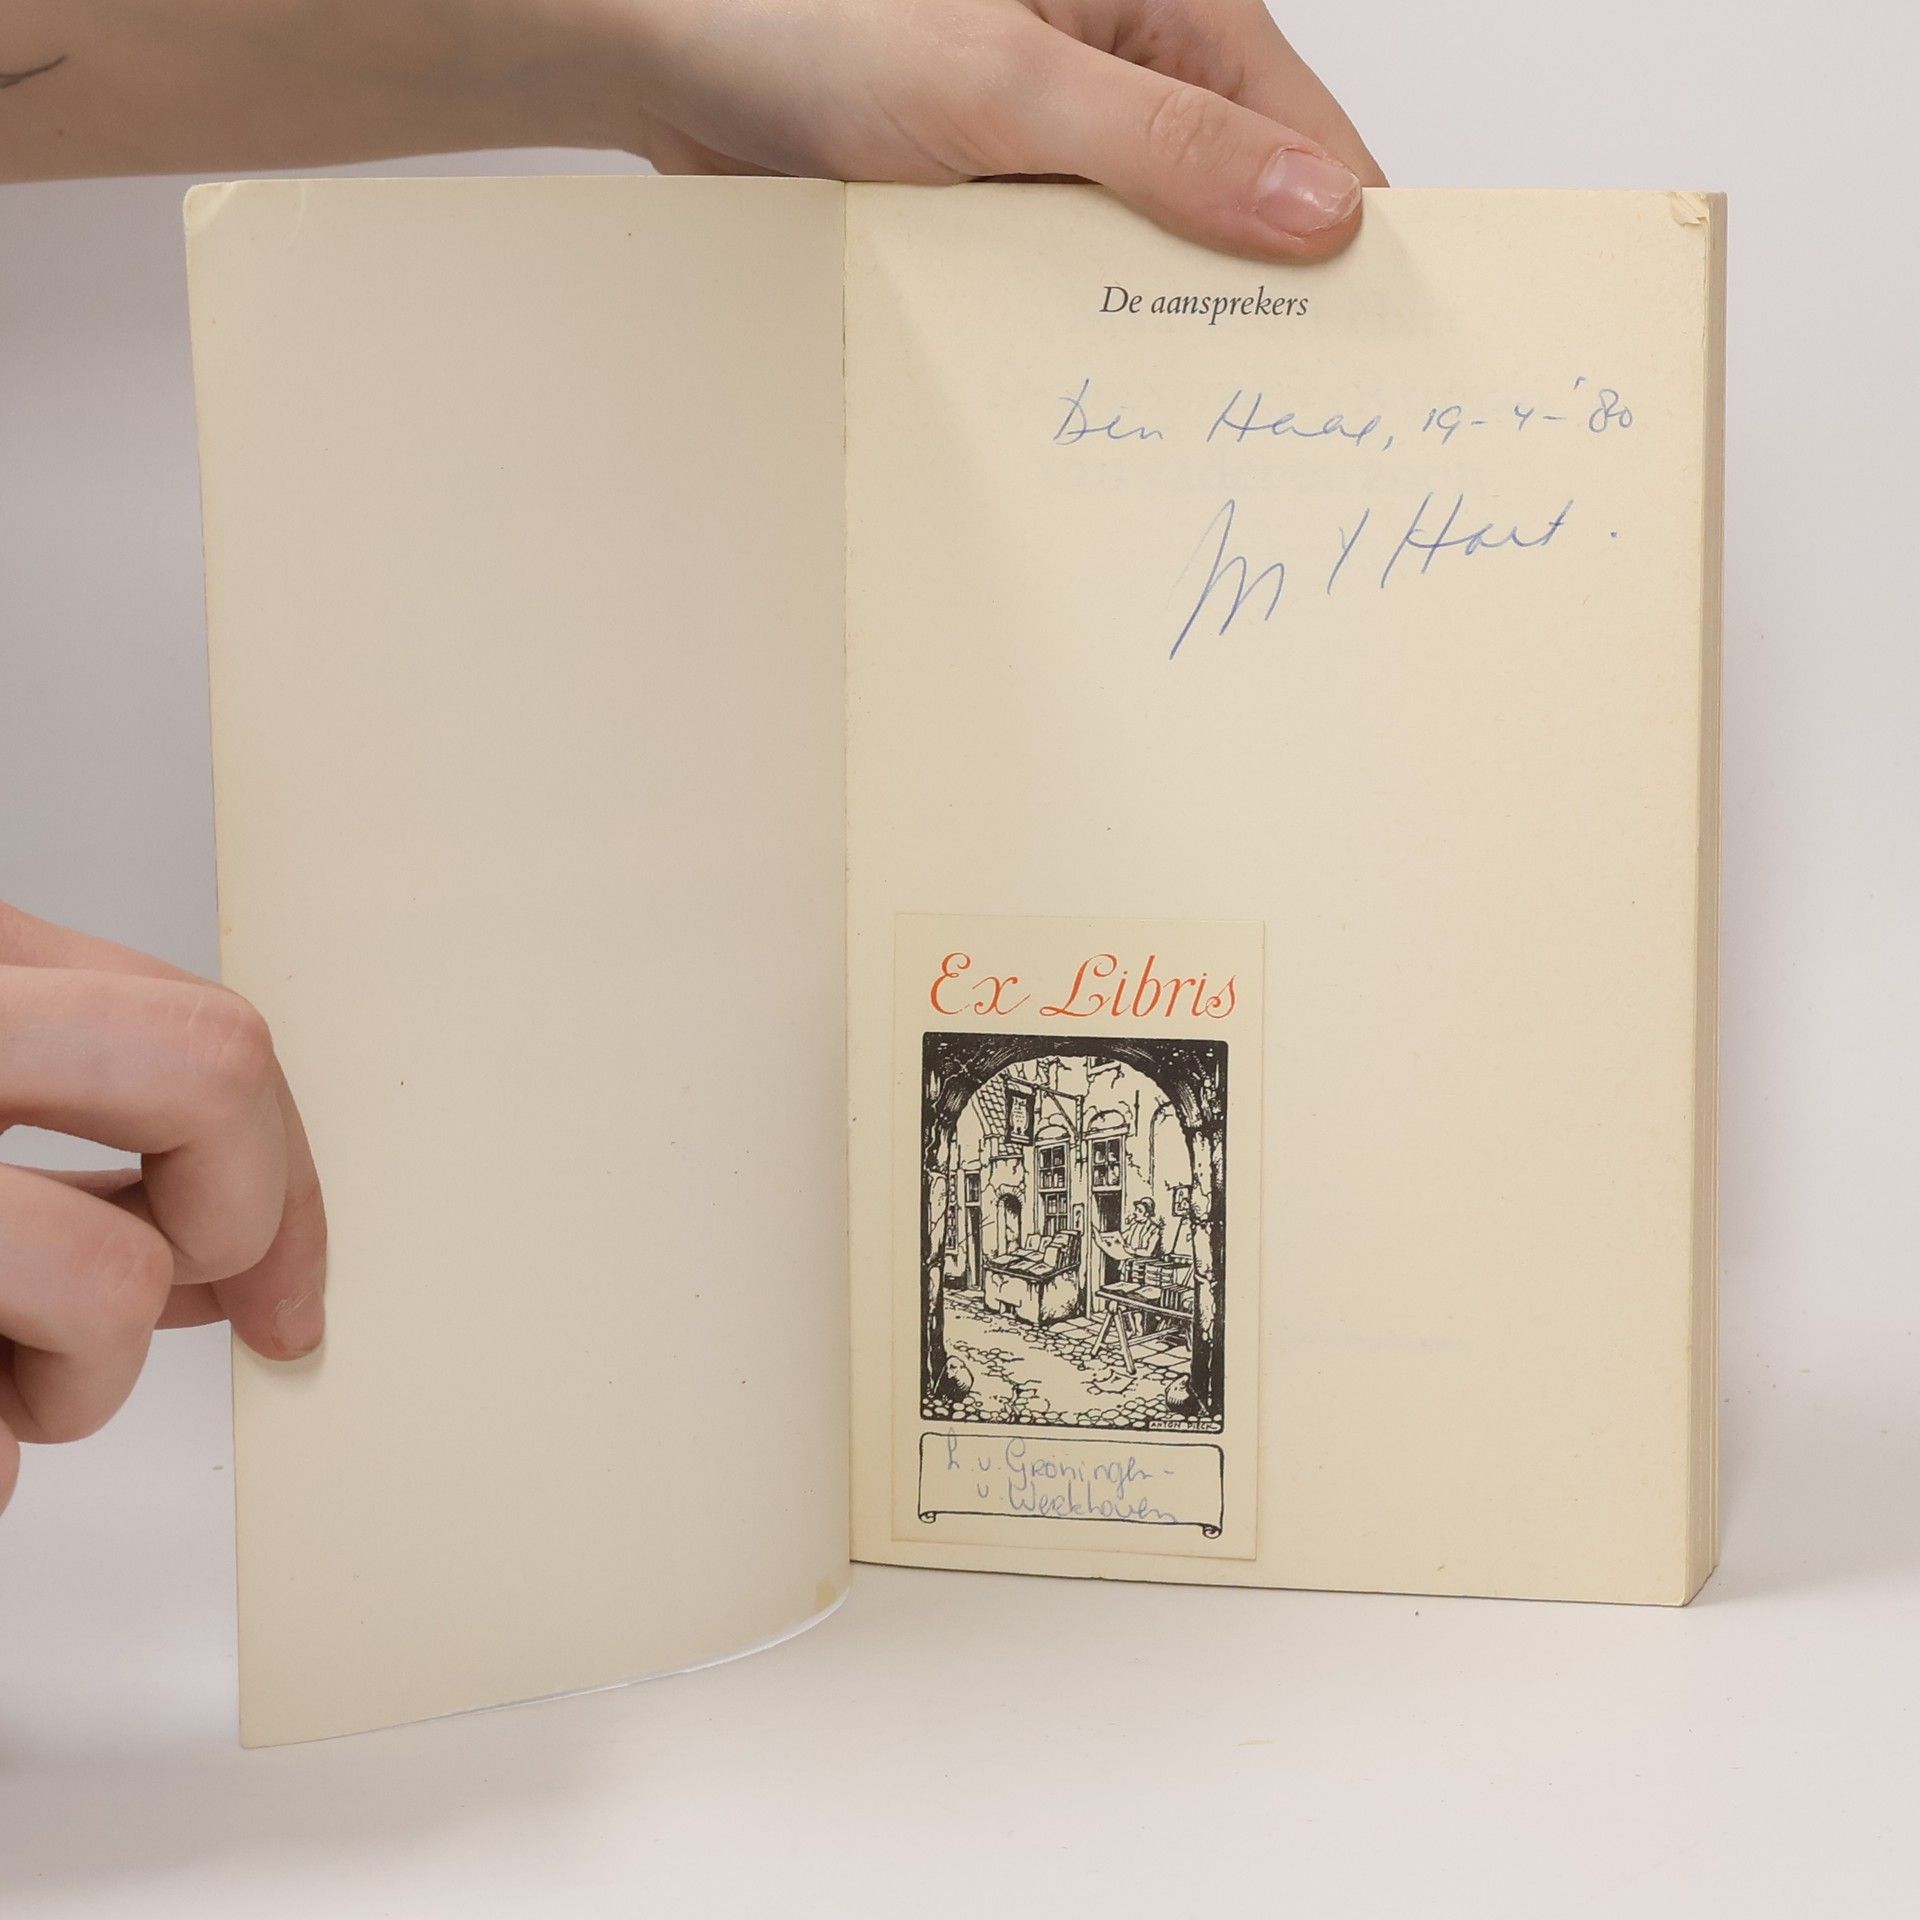 De aansprekers
Den Haag, 19-4-'80
M 't Hart.
Ex Libris
ANTON PIECK
h. v. Groningen -
v. Werkhoven